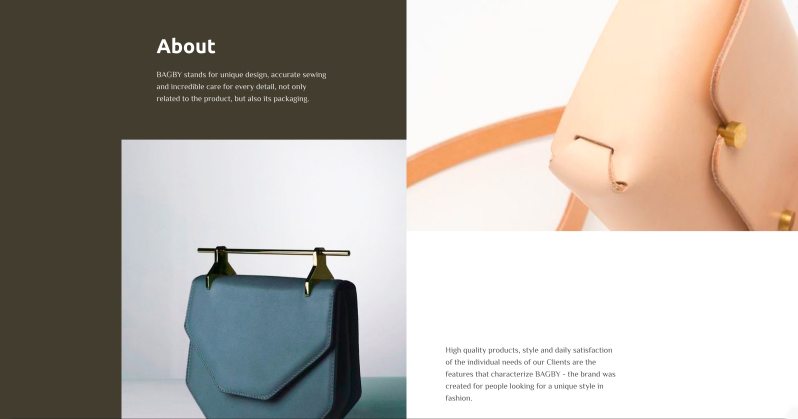 About
BAGBY stands for unique design, accurate sewing
and incredible care for every detail, not only
related to the product, but also its packaging.
High quality products, style and daily satisfaction
of the individual needs of our Clients are the
features that characterize BAGBY - the brand was
created for people looking for a unique style in
fashion.